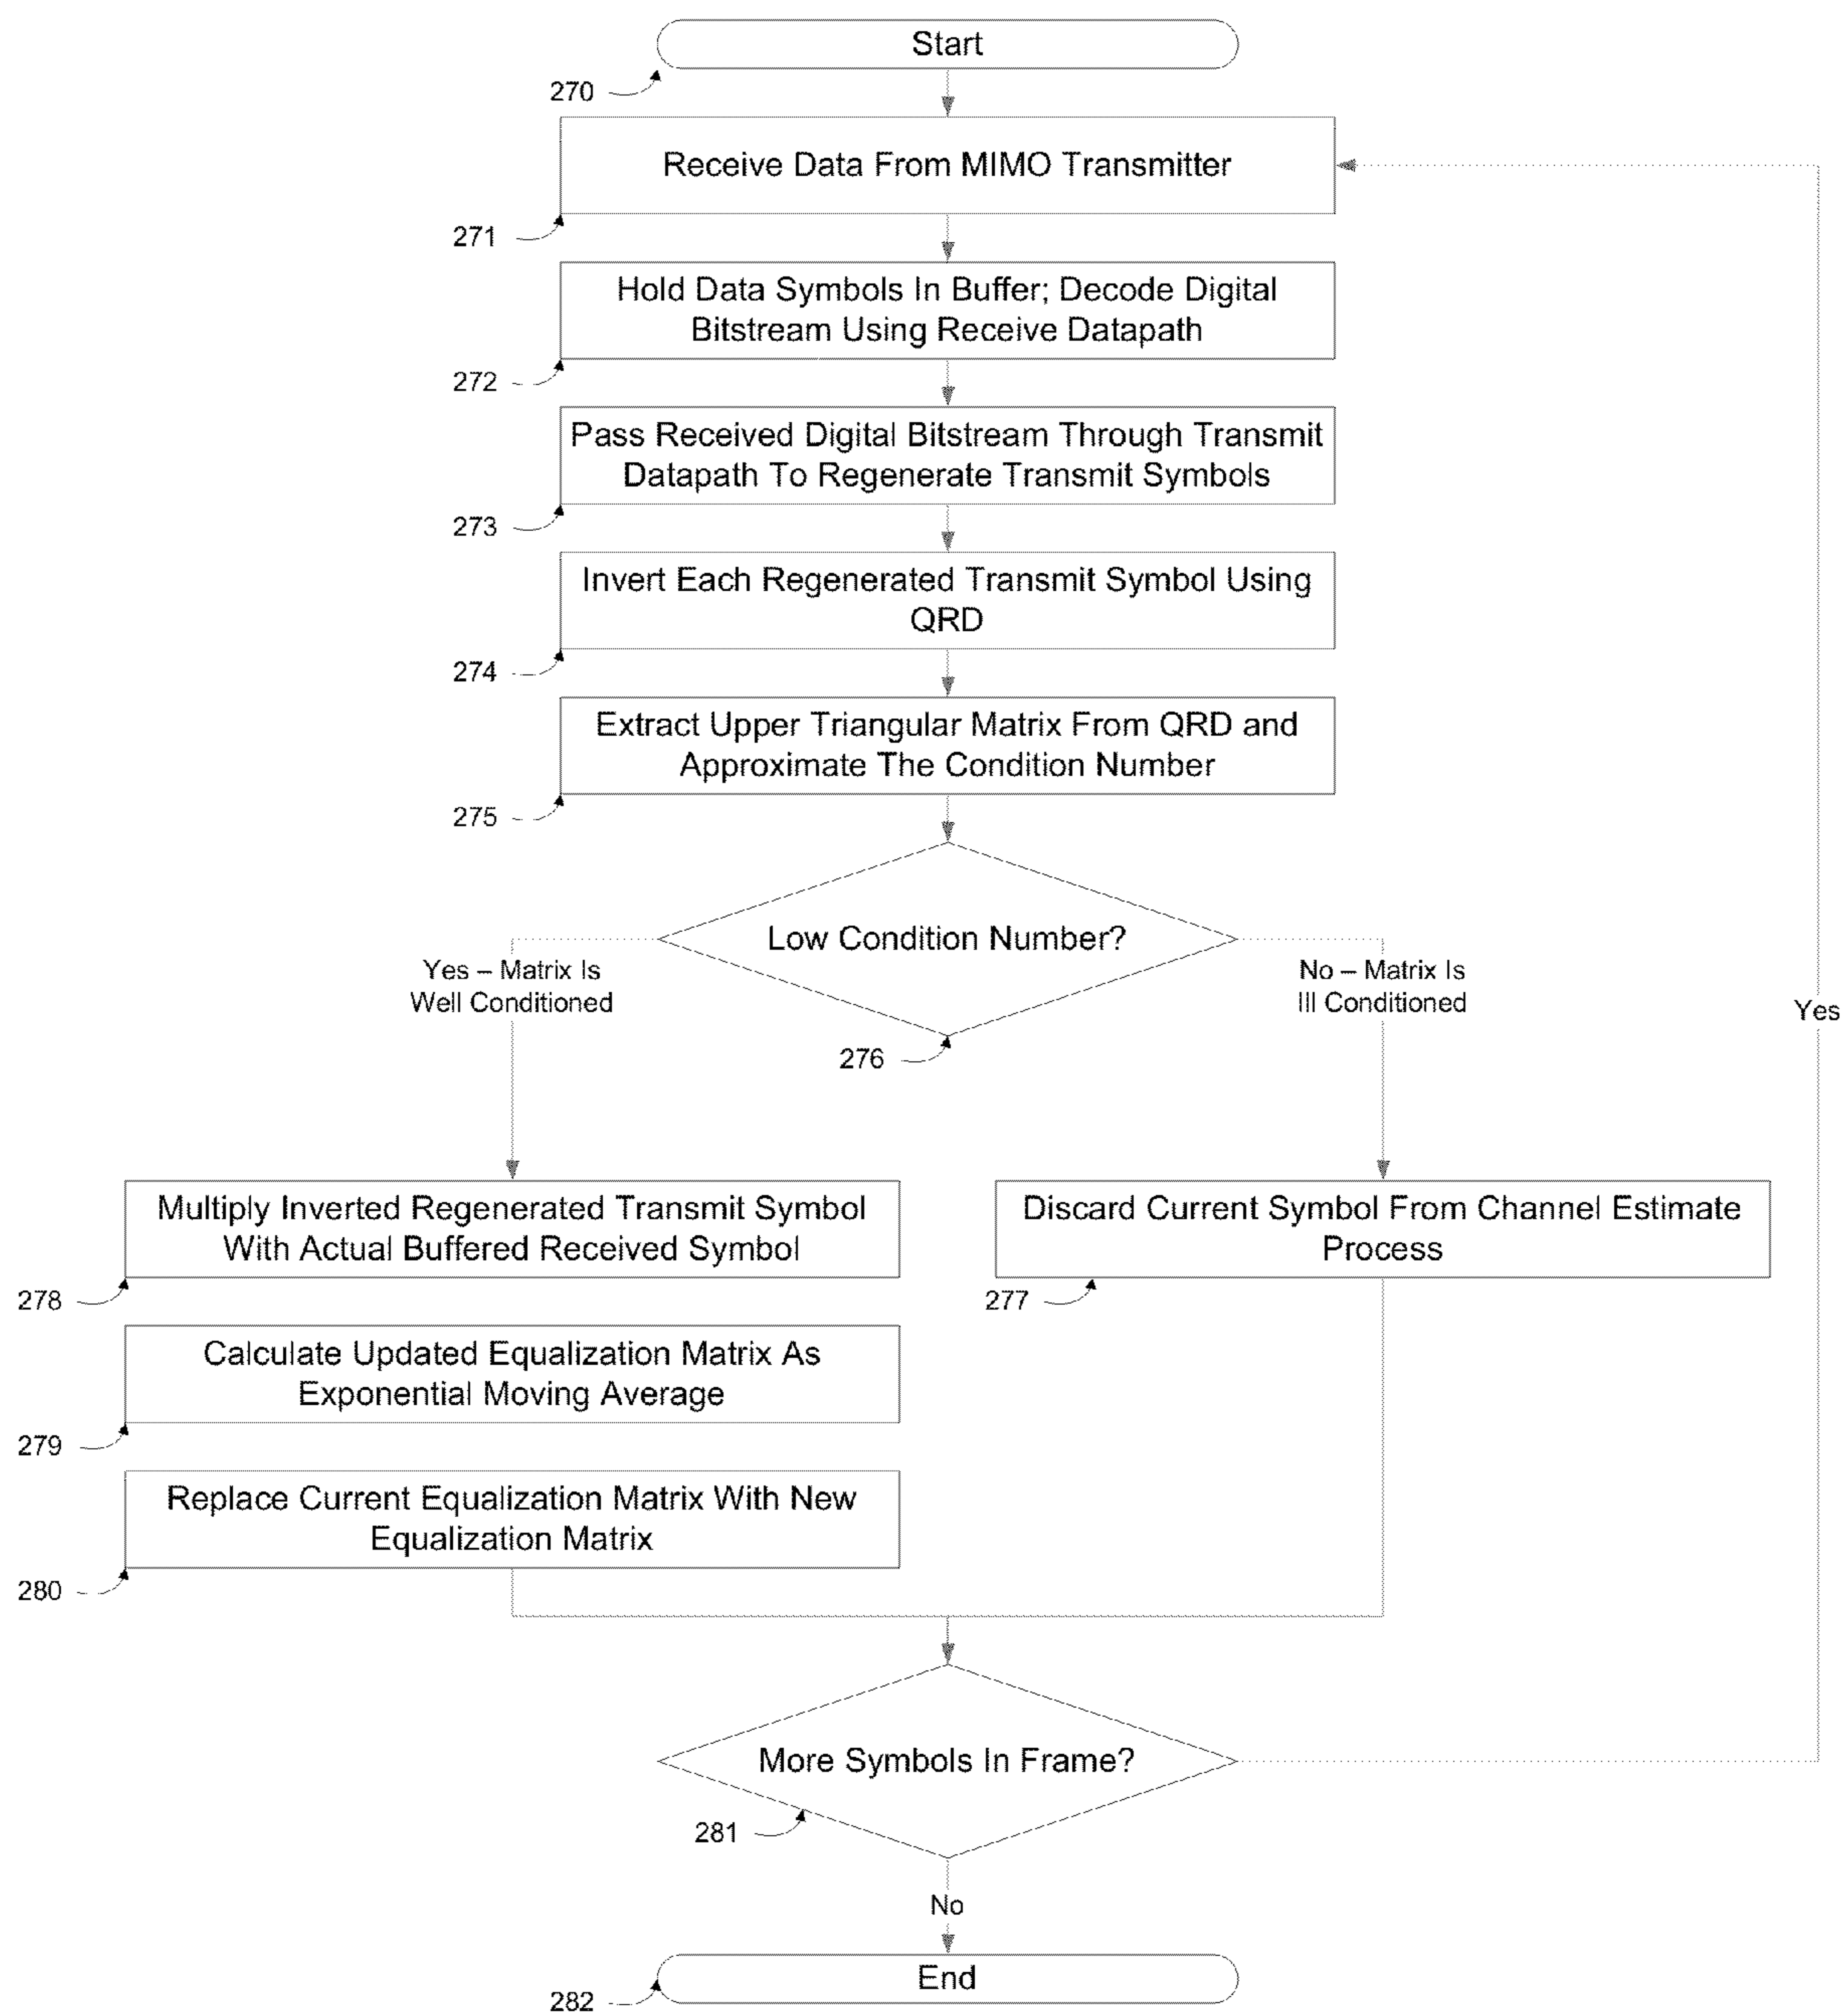 Start
270
Receive Data From MIMO Transmitter
271
Hold Data Symbols In Buffer; Decode Digital
Bitstream Using Receive Datapath
272
Pass Received Digital Bitstream Through Transmit
Datapath To Regenerate Transmit Symbols
273
Invert Each Regenerated Transmit Symbol Using
QRD
274
Extract Upper Triangular Matrix From QRD and
Approximate The Condition Number
275
Low Condition Number?
276
Yes – Matrix Is
Well Conditioned
No – Matrix Is
Ill Conditioned
Yes
Multiply Inverted Regenerated Transmit Symbol
With Actual Buffered Received Symbol
278
Discard Current Symbol From Channel Estimate
Process
277
Calculate Updated Equalization Matrix As
Exponential Moving Average
279
Replace Current Equalization Matrix With New
Equalization Matrix
280
More Symbols In Frame?
281
No
End
282